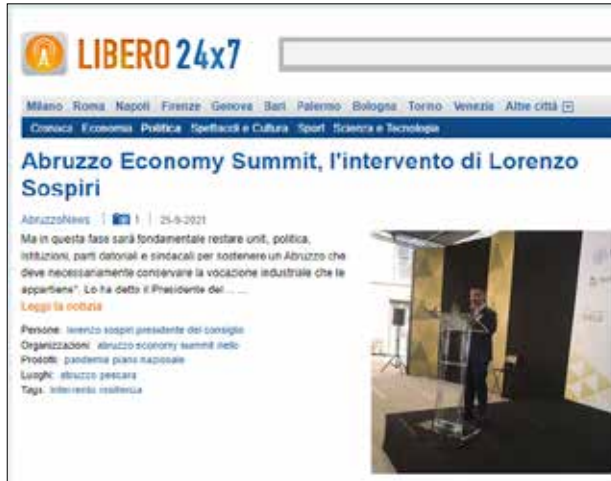 LIBERO 24x7
Milano Roma Napoli Firenze Genova Bari Palermo Bologna Torino Venezia Altre città
Cronaca Economia Politica Spettacoli e Cultura Sport Scienza e Tecnologia
Abruzzo Economy Summit, l'intervento di Lorenzo
Sospiri
AbruzzoNews | 1 | 25-9-2021
Ma in questa fase sarà fondamentale restare unit, politica,
istituzioni, parti datoriali e sindacali per sostenere un Abruzzo che
deve necessariamente conservare la vocazione industriale che le
appartiene". Lo ha detto il Presidente del ... ...
Leggi la notizia
Persone: lorenzo sospiri presidente del consiglio
Organizzazioni: abruzzo economy summit nello
Prodotti: pandemia piano nazionale
Luoghi: abruzzo pescara
Tags: intervento resilienza